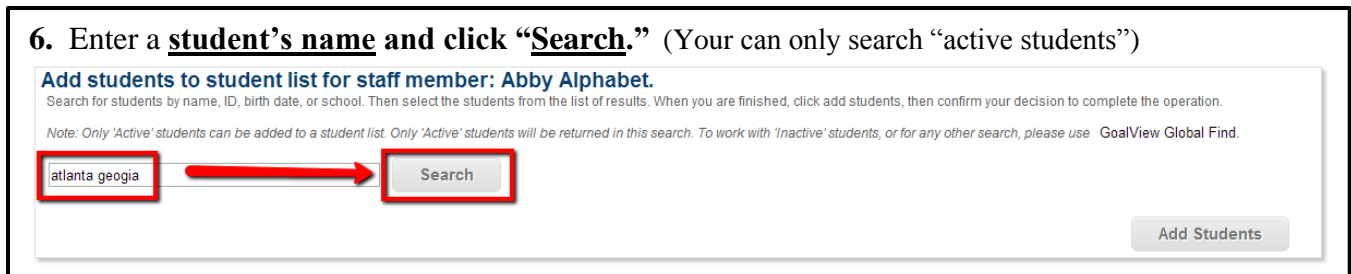 6. Enter a student's name and click “Search.” (Your can only search “active students”)
Add students to student list for staff member: Abby Alphabet.
Search for students by name, ID, birth date, or school. Then select the students from the list of results. When you are finished, click add students, then confirm your decision to complete the operation.
Note: Only 'Active' students can be added to a student list. Only 'Active' students will be returned in this search. To work with 'Inactive' students, or for any other search, please use GoalView Global Find.
atlanta geogia Search
Add Students